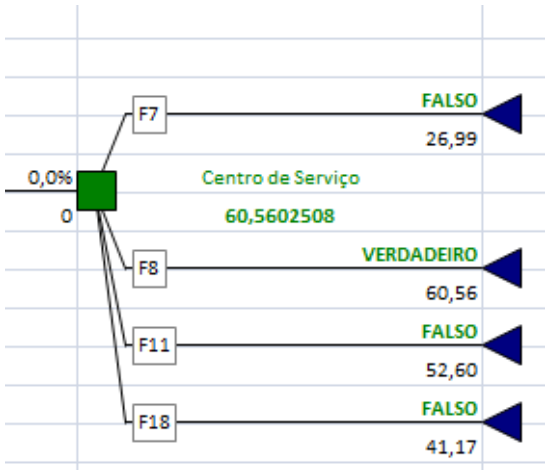 F7
FALSO
26,99
0,0%
Centro de Serviço
0
60,5602508
F8
VERDADEIRO
60,56
F11
FALSO
52,60
F18
FALSO
41,17